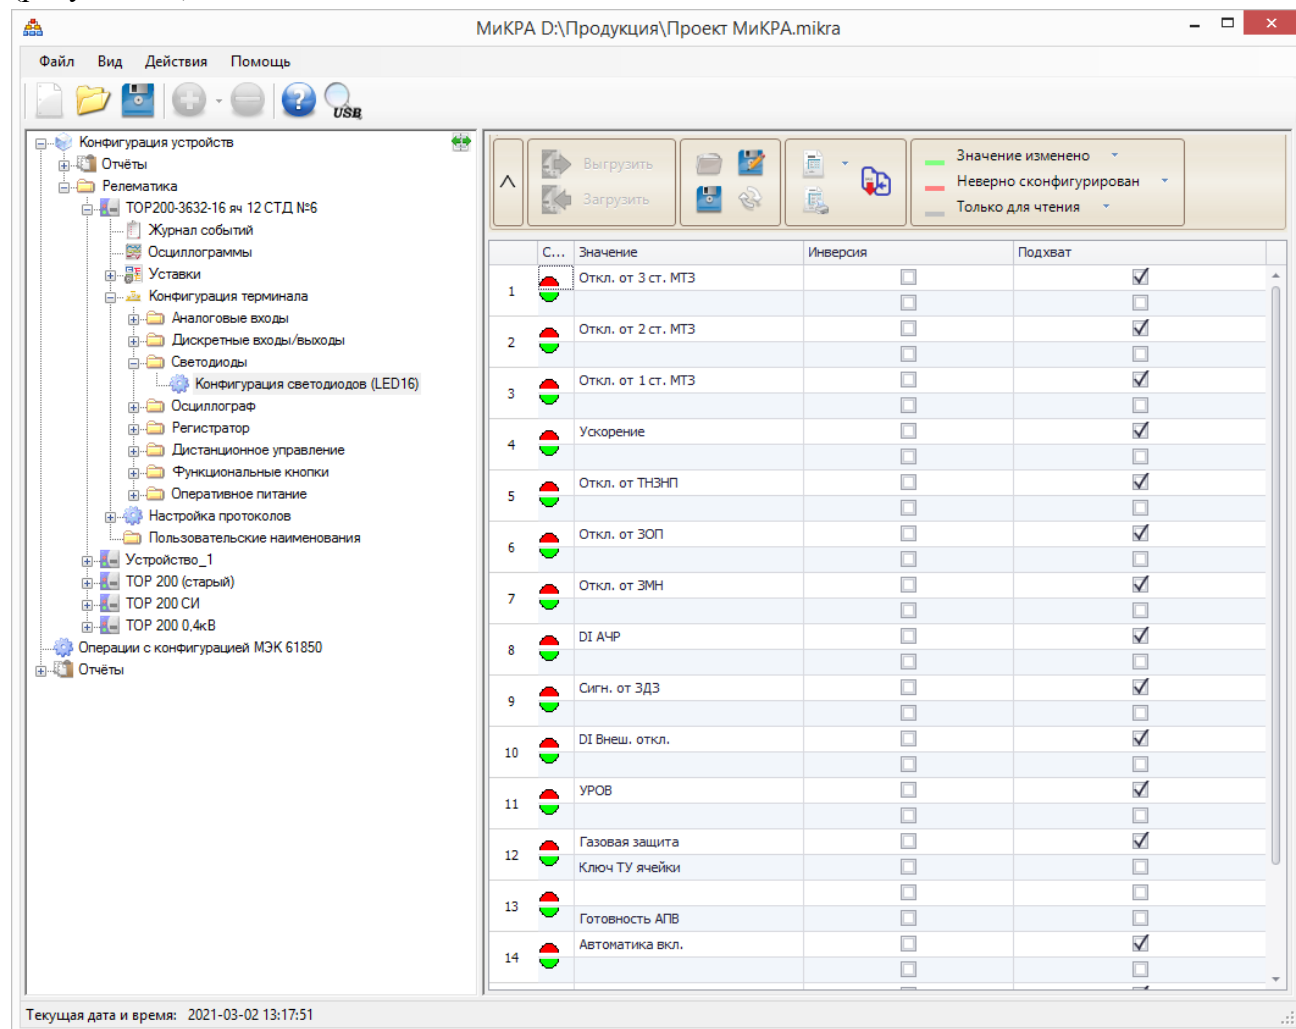 МиКРА D:\Продукция\Проект МиКРА.mikra
Файл Вид Действия Помощь
USB
Конфигурация устройств
Отчёты
Релематика
ТОР200-3632-16 яч 12 СТД №6
Журнал событий
Осциллограммы
Уставки
Конфигурация терминала
Аналоговые входы
Дискретные входы/выходы
Светодиоды
Конфигурация светодиодов (LED16)
Осциллограф
Регистратор
Дистанционное управление
Функциональные кнопки
Оперативное питание
Настройка протоколов
Пользовательские наименования
Устройство_1
ТОР 200 (старый)
ТОР 200 СИ
ТОР 200 0,4кВ
Операции с конфигурацией МЭК 61850
Отчёты
Выгрузить
Загрузить
Значение изменено
Неверно сконфигурирован
Только для чтения
С... Значение Инверсия Подхват
1 Откл. от 3 ст. МТЗ
2 Откл. от 2 ст. МТЗ
3 Откл. от 1 ст. МТЗ
4 Ускорение
5 Откл. от ТНЗНП
6 Откл. от ЗОП
7 Откл. от ЗМН
8 DI АЧР
9 Сигн. от ЗДЗ
10 DI Внеш. откл.
11 УРОВ
12 Газовая защита
Ключ ТУ ячейки
13
Готовность АПВ
14 Автоматика вкл.
Текущая дата и время: 2021-03-02 13:17:51